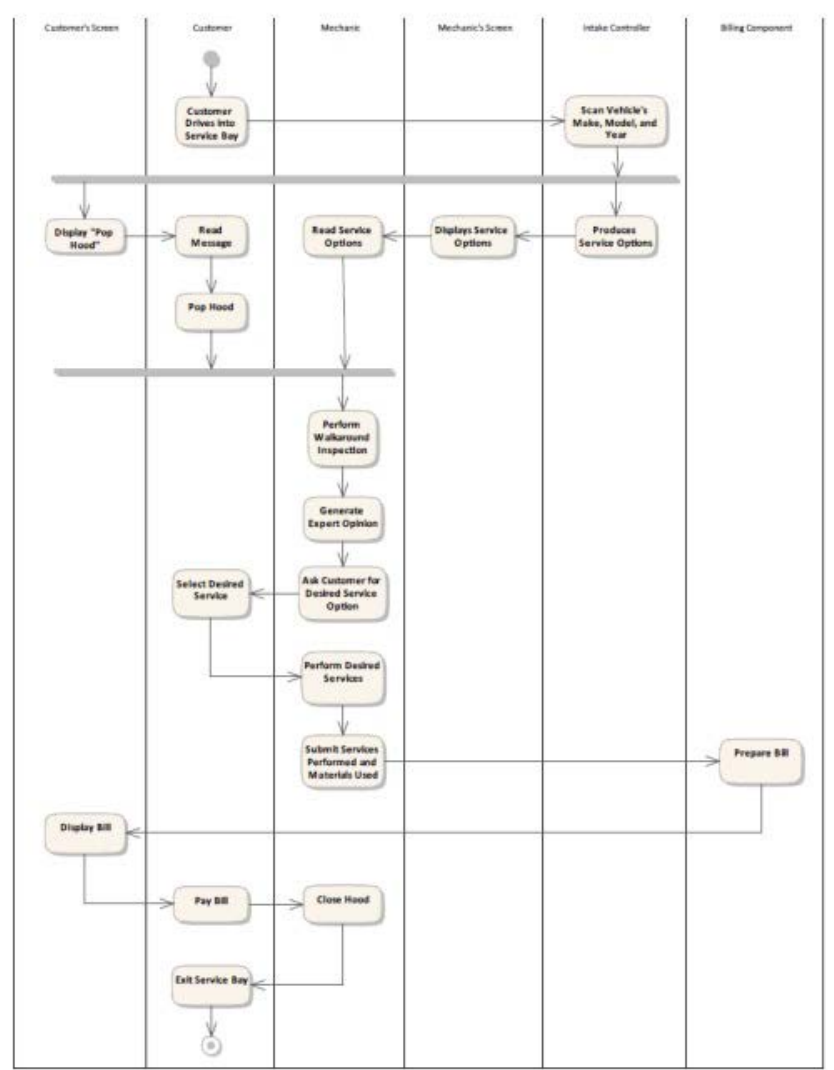 Customer's Screen
Customer
Mechanic
Mechanic's Screen
Intake Controller
Billing Component
Customer
Drives into
Service Bay
Scan Vehicle's
Make, Model, and
Year
Display "Pop
Hood"
Read
Message
Read Service
Options
Displays Service
Options
Produces
Service Options
Pop Hood
Perform
Walkaround
Inspection
Generate
Expert Opinion
Select Desired
Service
Ask Customer for
Desired Service
Option
Perform Desired
Services
Submit Services
Performed and
Materials Used
Prepare Bill
Display Bill
Pay Bill
Close Hood
Exit Service Bay